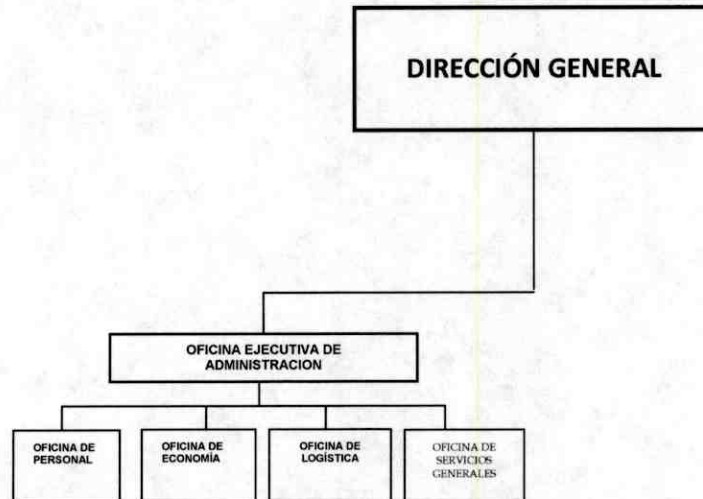 DIRECCIÓN GENERAL
OFICINA EJECUTIVA DE
ADMINISTRACION
OFICINA DE
PERSONAL
OFICINA DE
ECONOMÍA
OFICINA DE
LOGÍSTICA
OFICINA DE
SERVICIOS
GENERALES